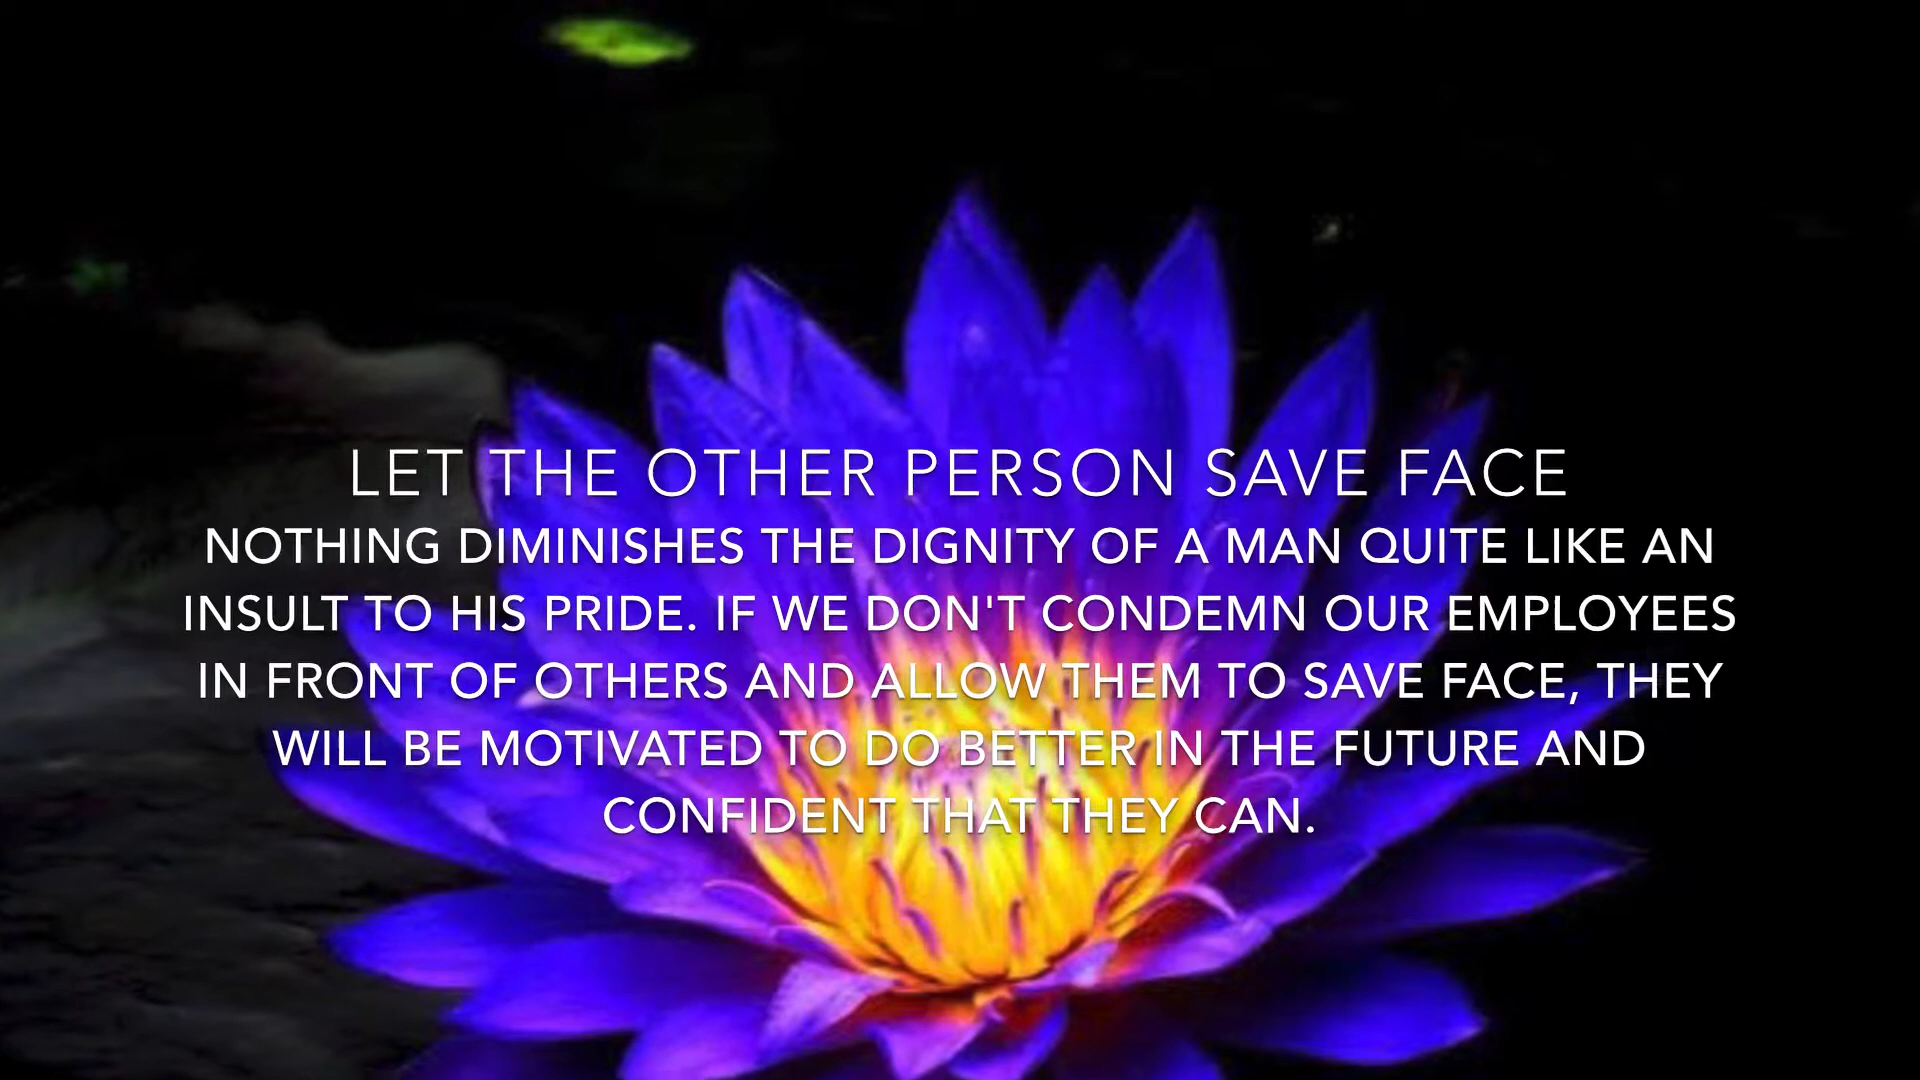 LET THE OTHER PERSON SAVE FACE
NOTHING DIMINISHES THE DIGNITY OF A MAN QUITE LIKE AN
INSULT TO HIS PRIDE. IF WE DON'T CONDEMN OUR EMPLOYEES
IN FRONT OF OTHERS AND ALLOW THEM TO SAVE FACE, THEY
WILL BE MOTIVATED TO DO BETTER IN THE FUTURE AND
CONFIDENT THAT THEY CAN.